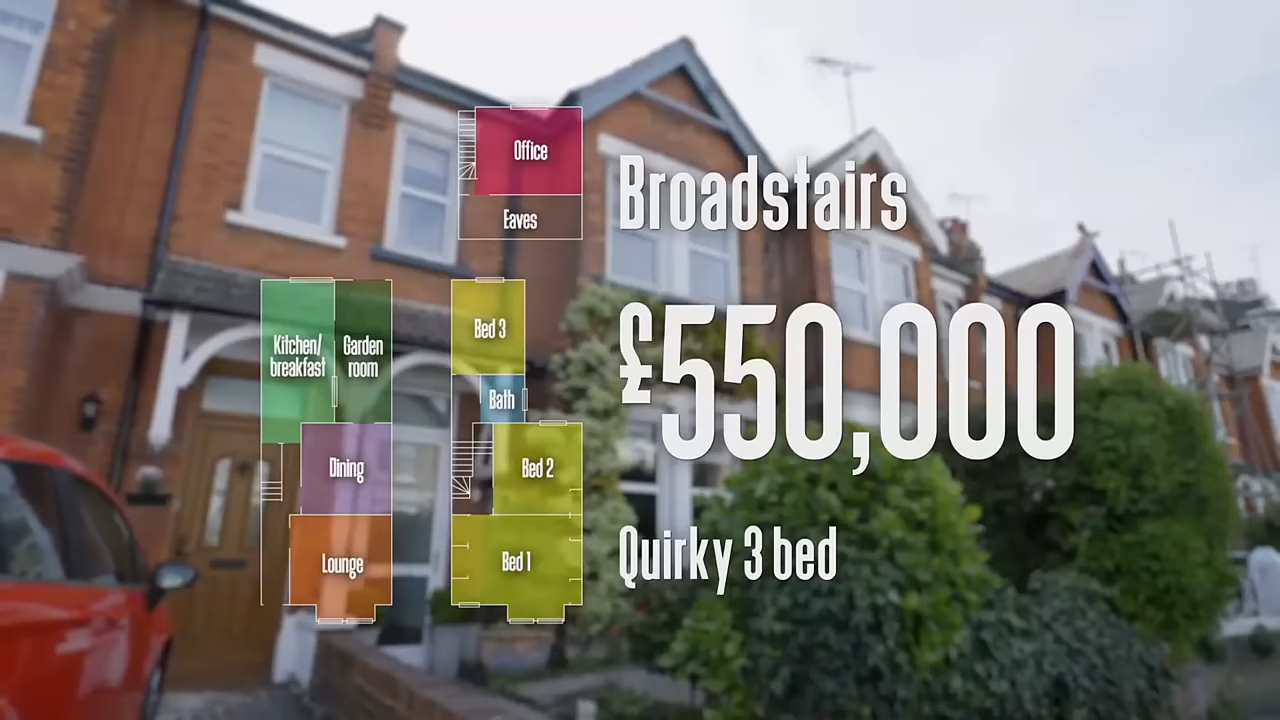 Office
Eaves
Broadstairs
£550,000
Quirky 3 bed
Kitchen/
breakfast
Garden
room
Dining
Lounge
Bed 3
Bath
Bed 2
Bed 1